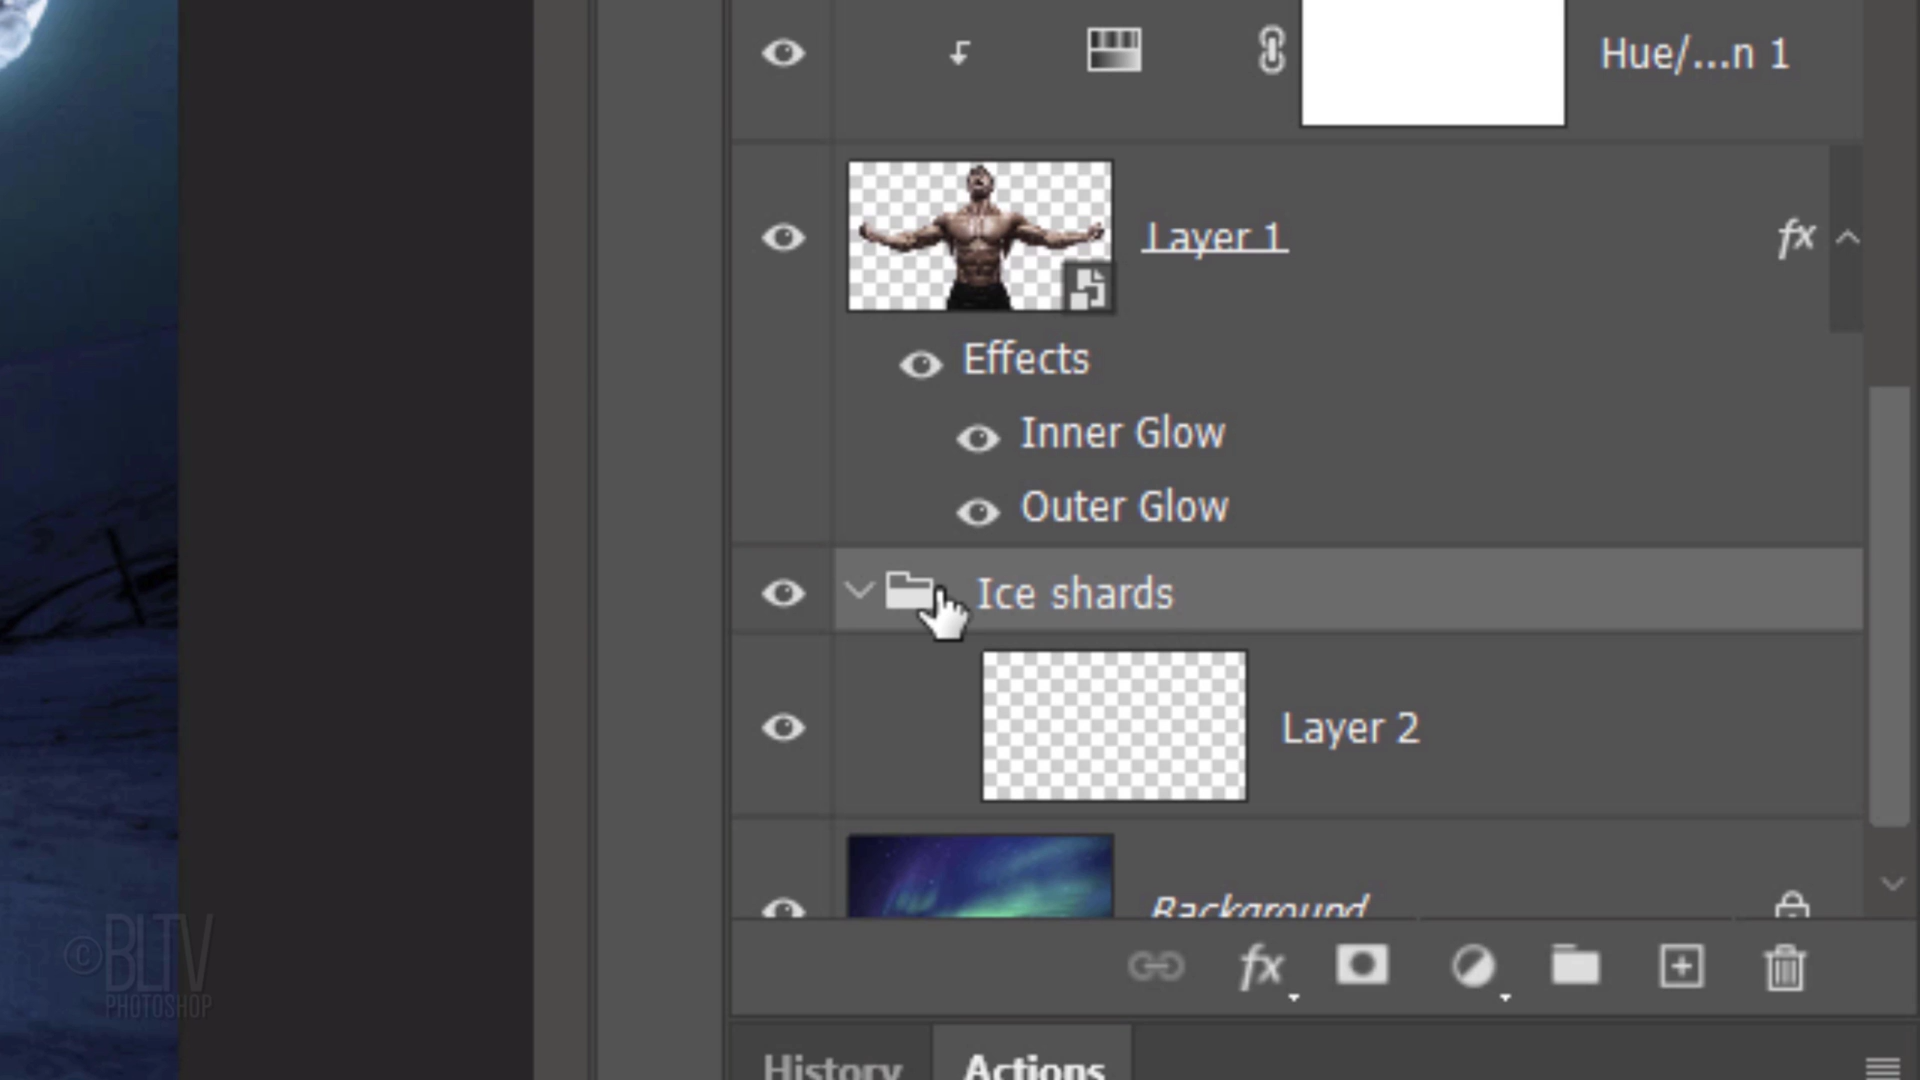 Hue/...n 1
Layer 1
fx
Effects
Inner Glow
Outer Glow
Ice shards
Layer 2
Background
fx
©BLTV
PHOTOSHOP
History
Actions